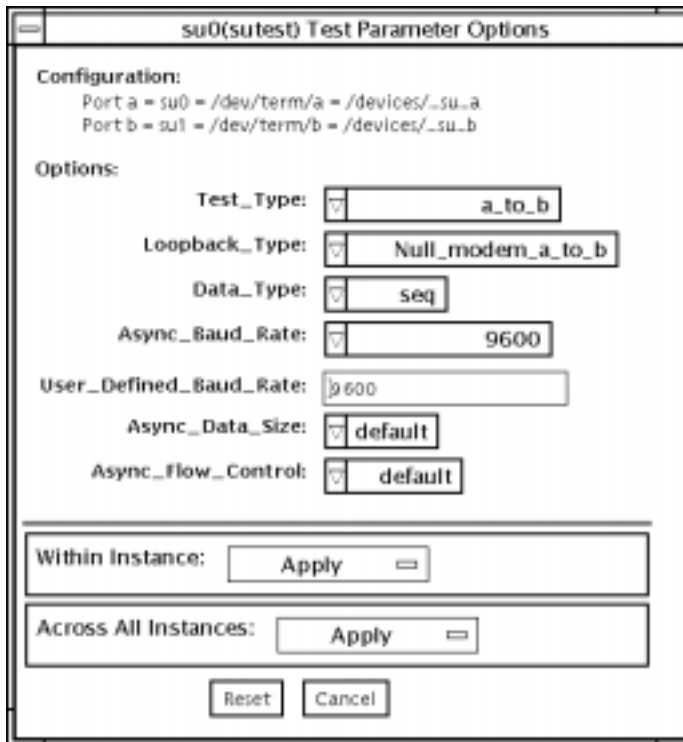 su0(sutest) Test Parameter Options
Configuration:
Port a = su0 = /dev/term/a = /devices/…su_a
Port b = su1 = /dev/term/b = /devices/…su_b
Options:
Test_Type: a_to_b
Loopback_Type: Null_modem_a_to_b
Data_Type: seq
Async_Baud_Rate: 9600
User_Defined_Baud_Rate: 9600
Async_Data_Size: default
Async_Flow_Control: default
Within Instance: Apply
Across All Instances: Apply
Reset Cancel